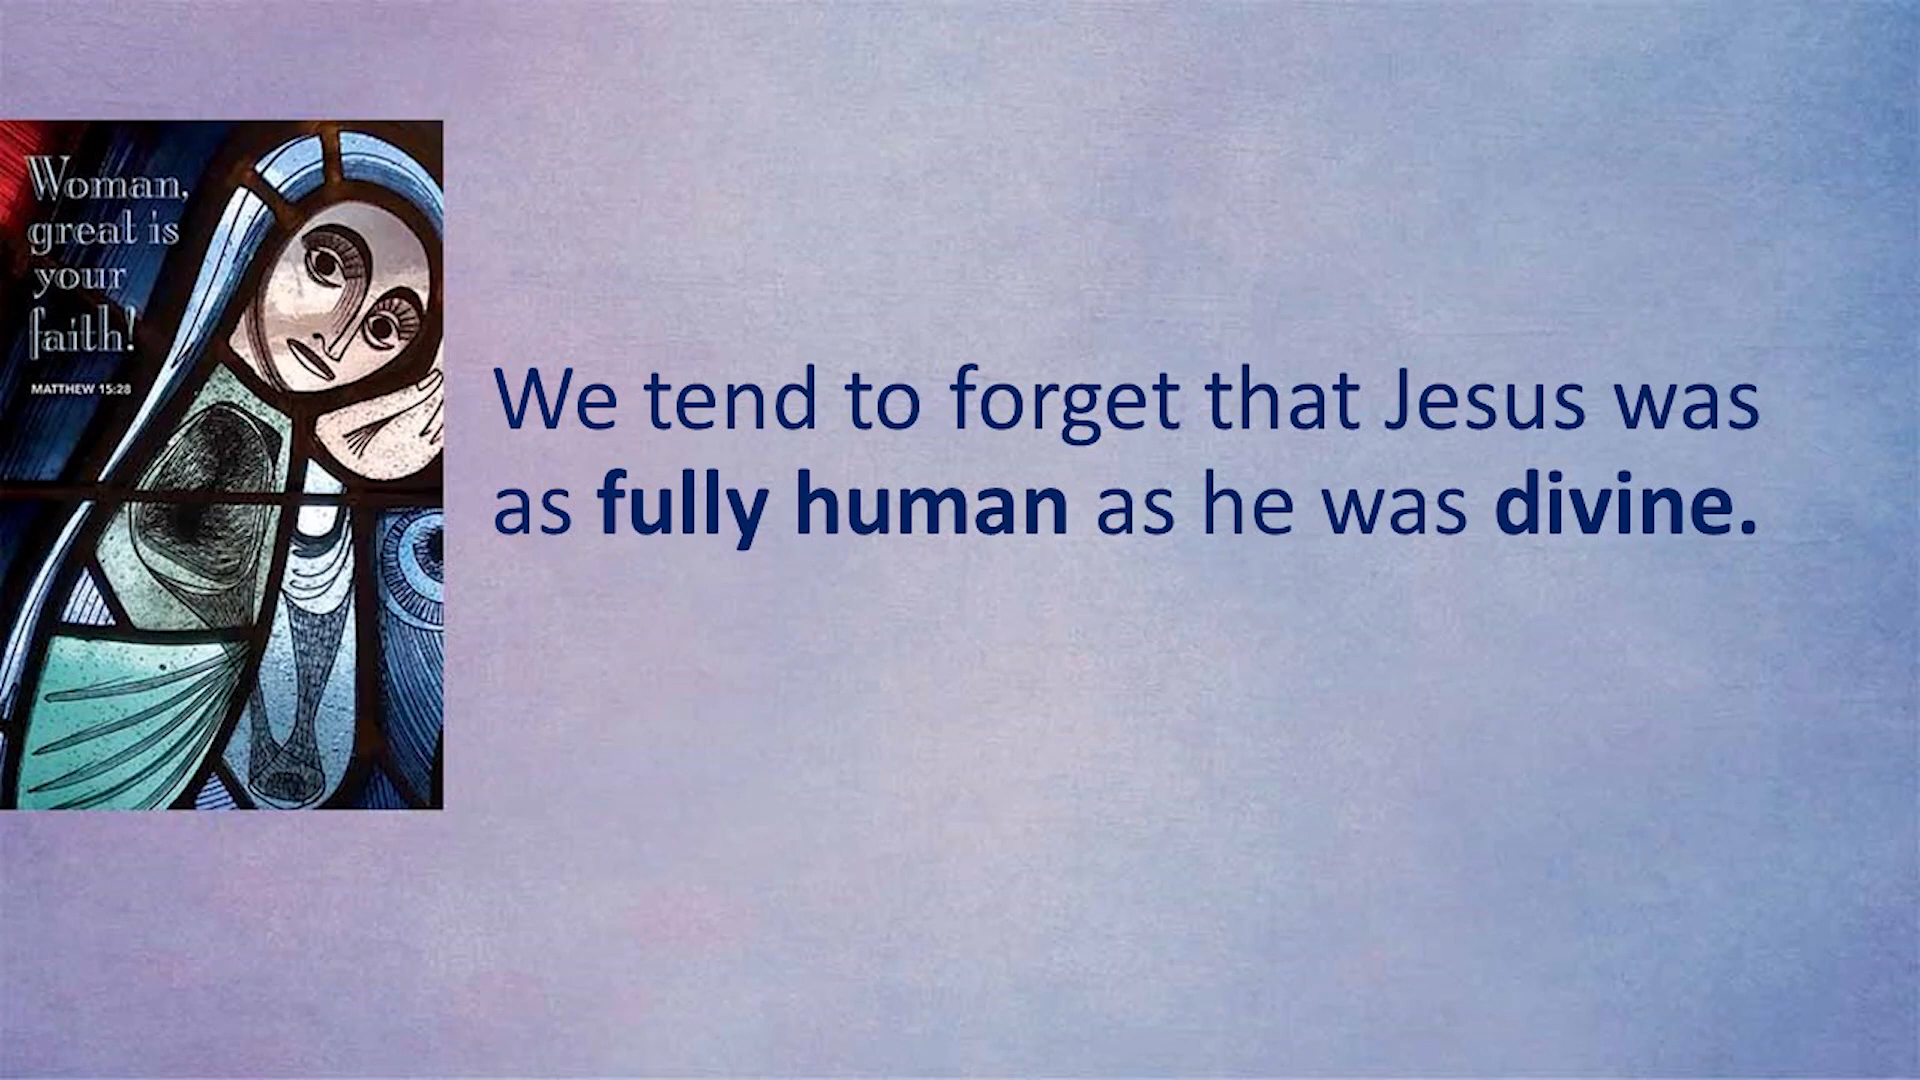 Woman,
great is
your
faith!
MATTHEW 15:28
We tend to forget that Jesus was
as fully human as he was divine.